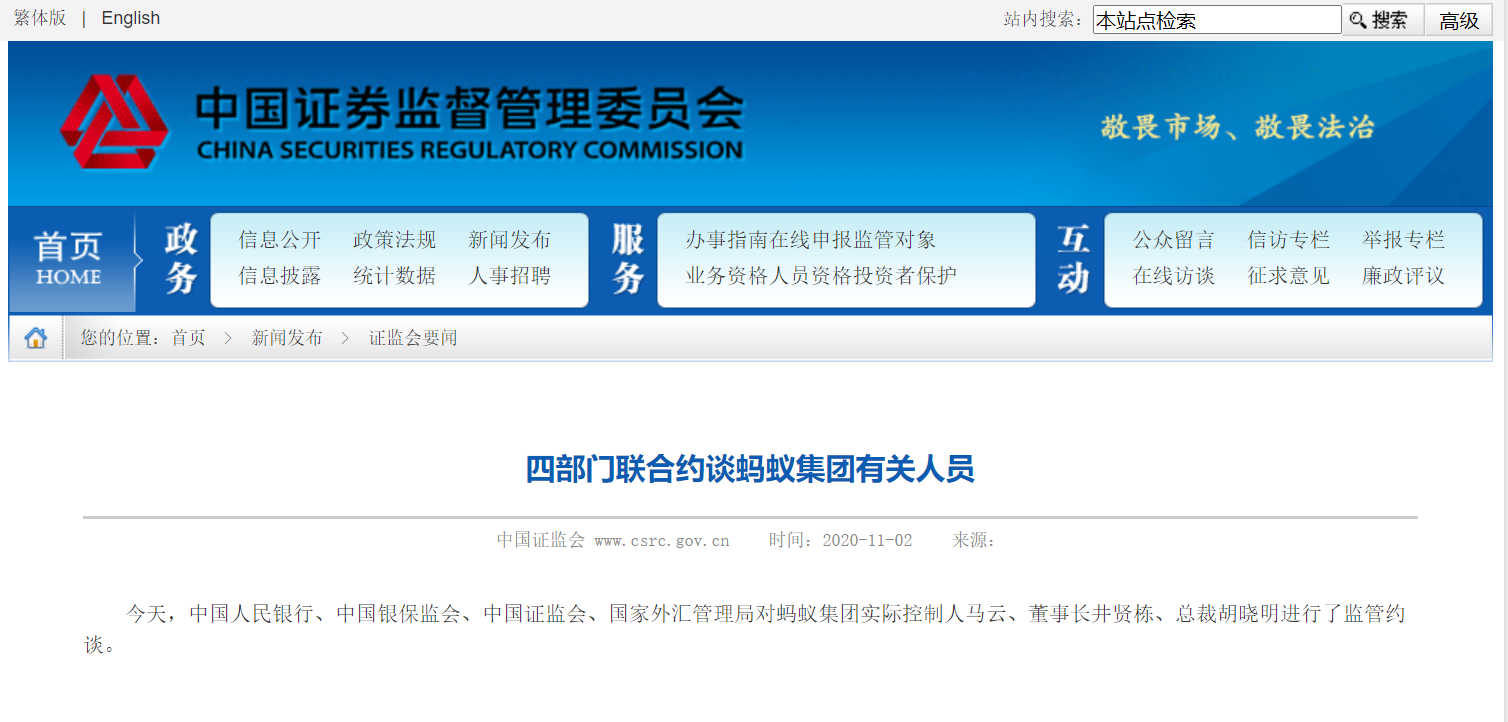 繁体版 | English
站内搜索： 本站点检索 搜索 高级
中国证券监督管理委员会
CHINA SECURITIES REGULATORY COMMISSION
敬畏市场、敬畏法治
首页
HOME
政务
信息公开 政策法规 新闻发布
信息披露 统计数据 人事招聘
服务
办事指南在线申报监管对象
业务资格人员资格投资者保护
互动
公众留言 信访专栏 举报专栏
在线访谈 征求意见 廉政评议
您的位置：首页 > 新闻发布 > 证监会要闻
四部门联合约谈蚂蚁集团有关人员
中国证监会 www.csrc.gov.cn 时间：2020-11-02 来源：
今天，中国人民银行、中国银保监会、中国证监会、国家外汇管理局对蚂蚁集团实际控制人马云、董事长井贤栋、总裁胡晓明进行了监管约
谈。